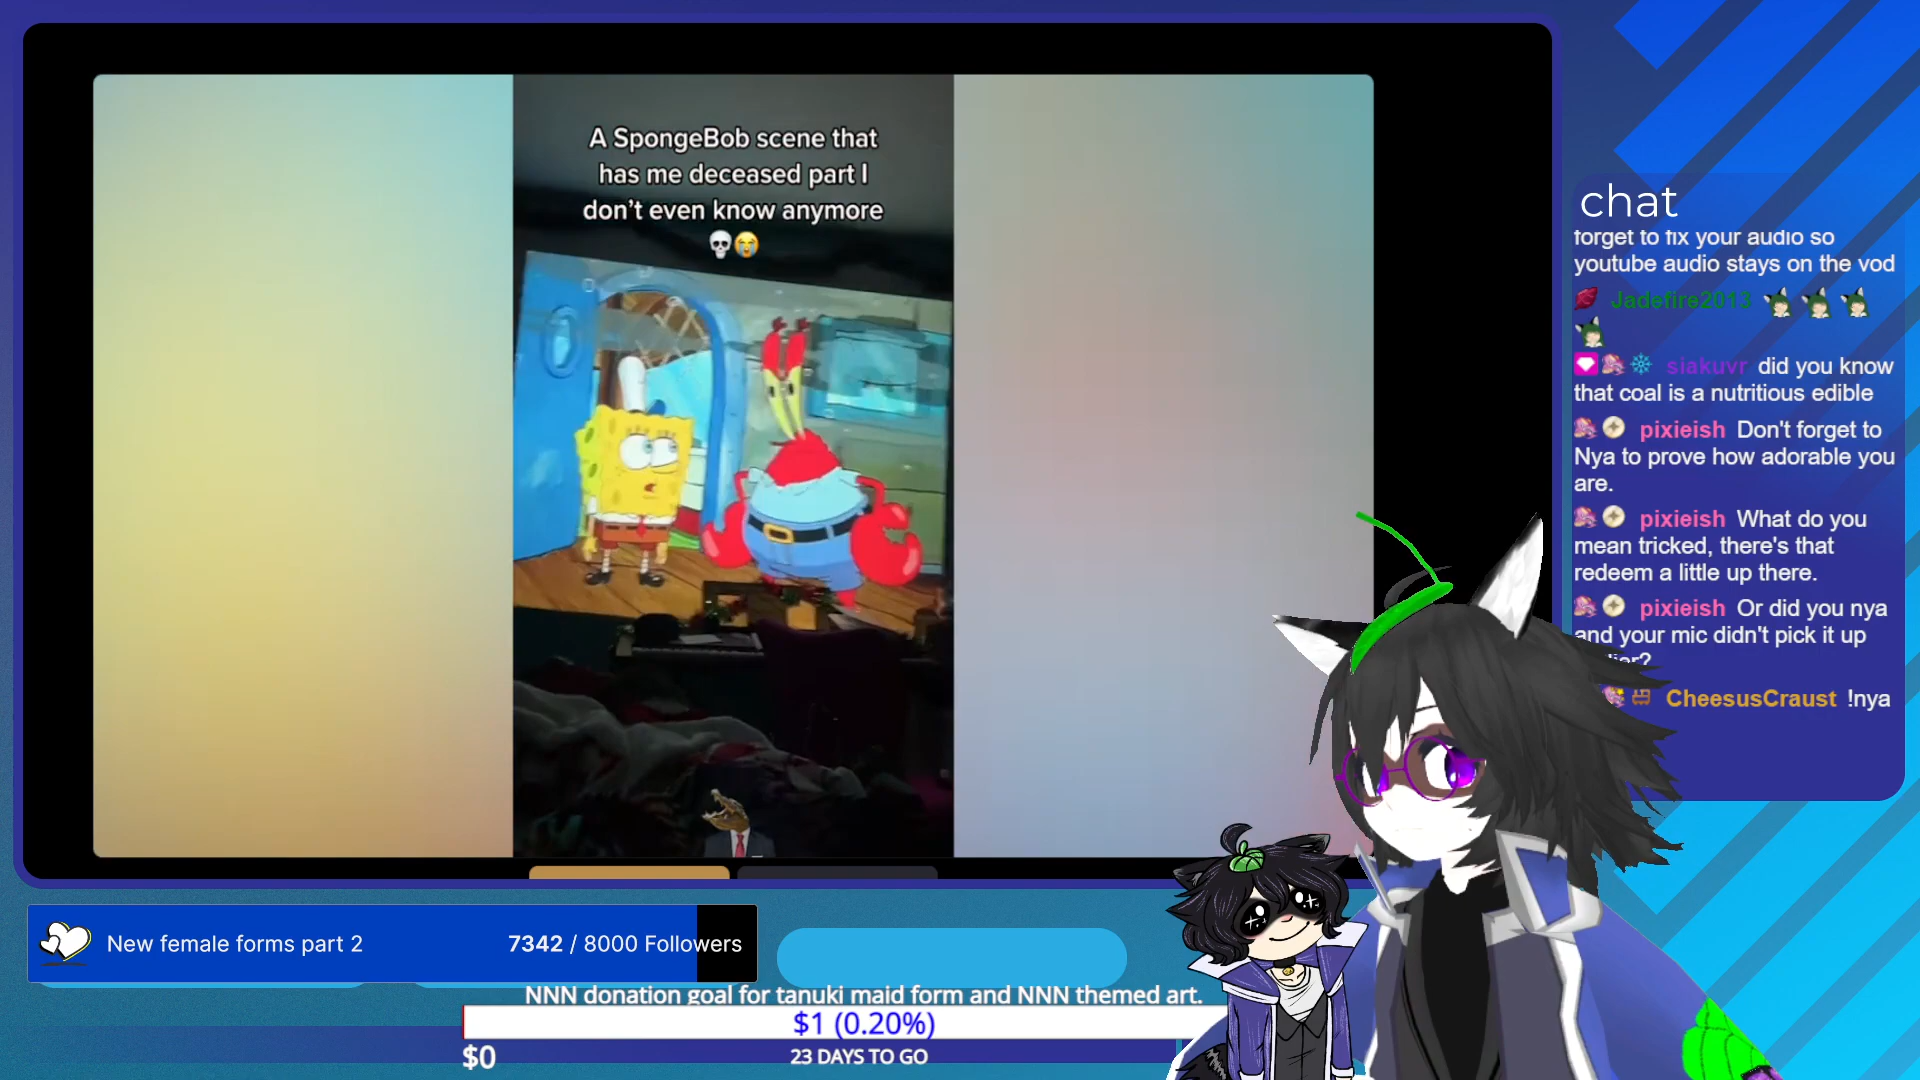 A SpongeBob scene that
has me deceased part I
don't even know anymore
💀😭
chat
forget to fix your audio so
youtube audio stays on the vod
Jadefire2013
siakuvr did you know
that coal is a nutritious edible
pixieish Don't forget to
Nya to prove how adorable you
are.
pixieish What do you
mean tricked, there's that
redeem a little up there.
pixieish Or did you nya
and your mic didn't pick it up
CheesusCraust !nya
New female forms part 2
7342 / 8000 Followers
NNN donation goal for tanuki maid form and NNN themed art.
$1 (0.20%)
$0
23 DAYS TO GO